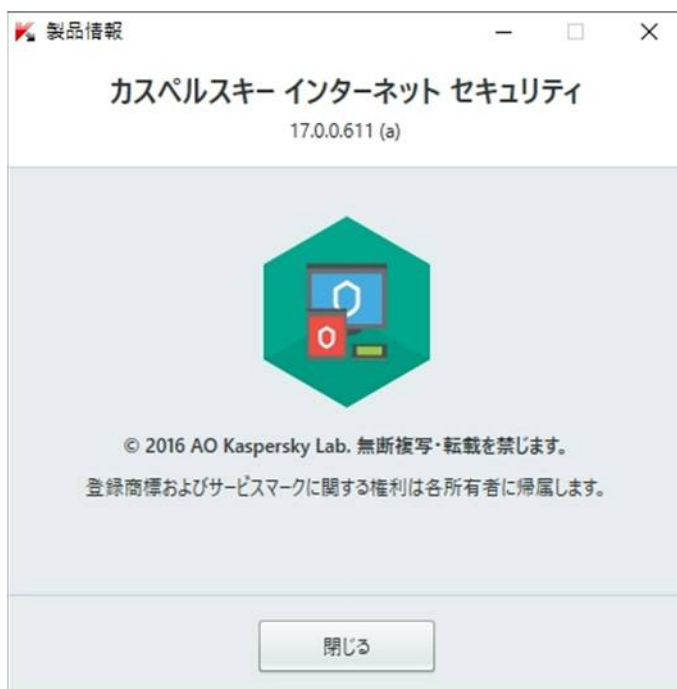 製品情報
カスペルスキー インターネット セキュリティ
17.0.0.611 (a)
© 2016 AO Kaspersky Lab. 無断複写・転載を禁じます。
登録商標およびサービスマークに関する権利は各所有者に帰属します。
閉じる